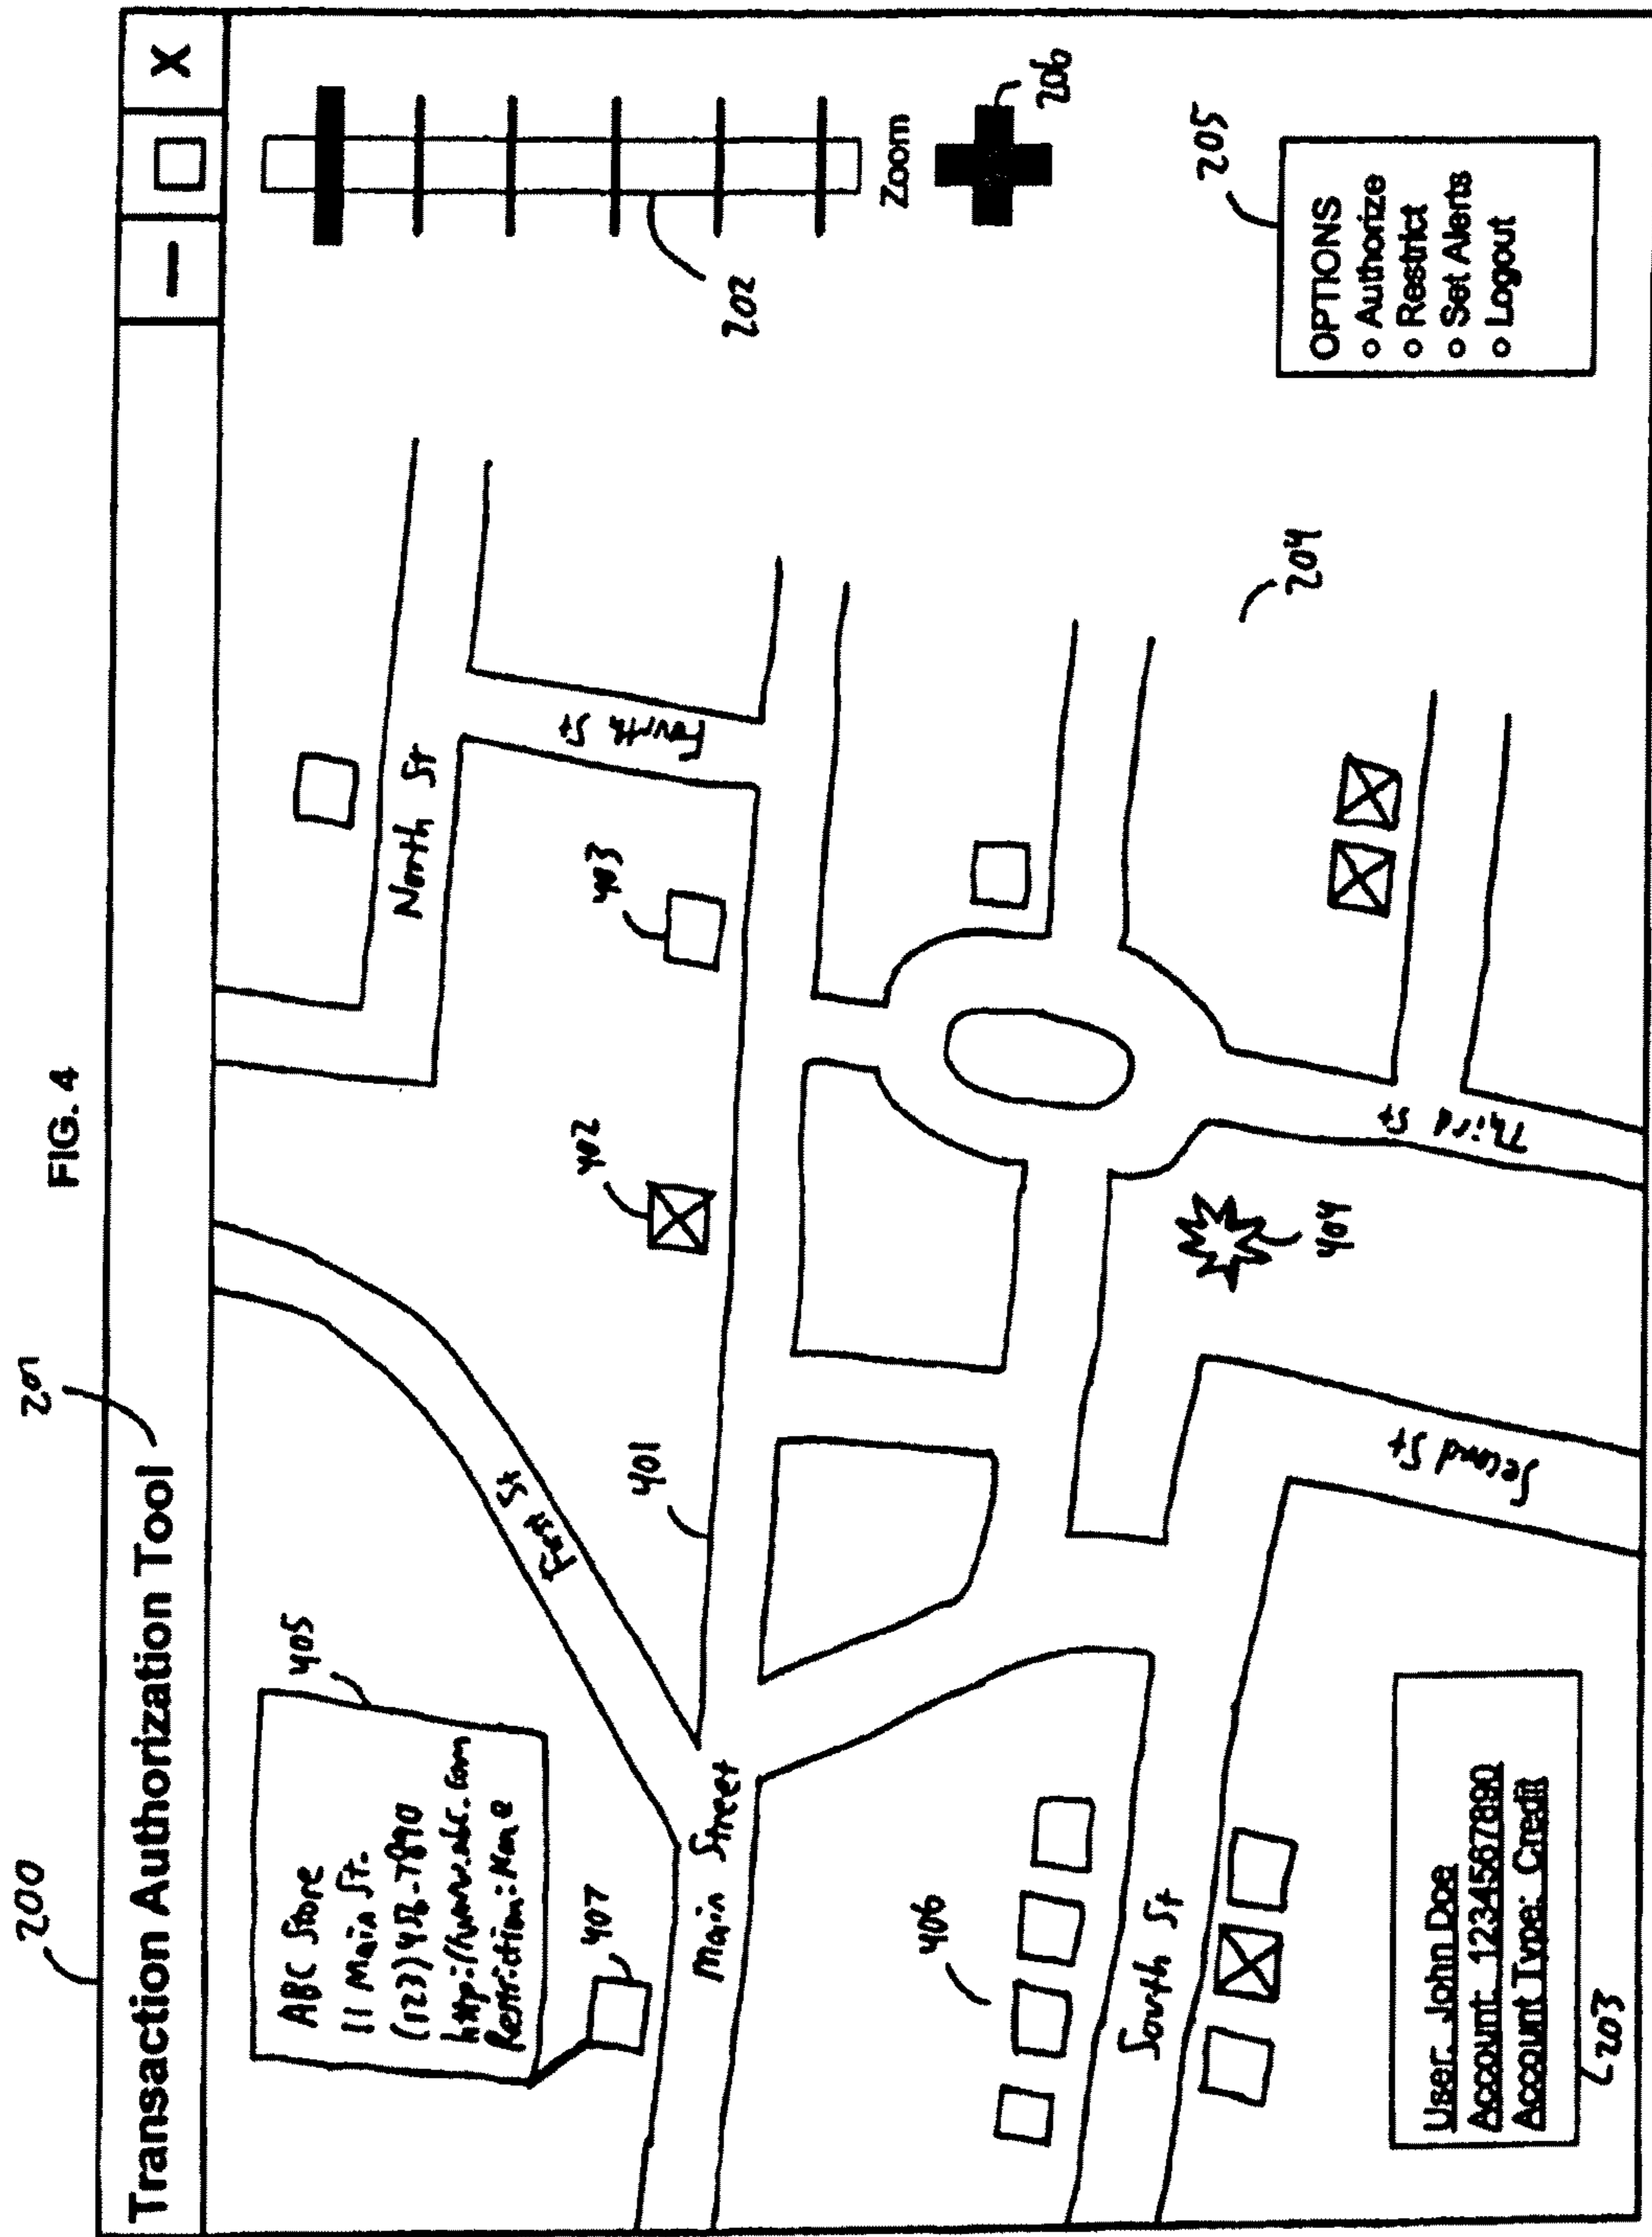 FIG. 4
200
201
Transaction Authorization Tool
X
ABC Store
11 Main St.
(123) 456-7890
http://www.abc.com
Restriction: None
405
407
First St
North St
Fourth St
202
Zoom
206
401
402
403
Main Street
406
South St
404
204
Second St
Third St
205
OPTIONS
Authorize
Restrict
Set Alerts
Logout
User: John Doe
Account: 1234567890
Account Type: Credit
203